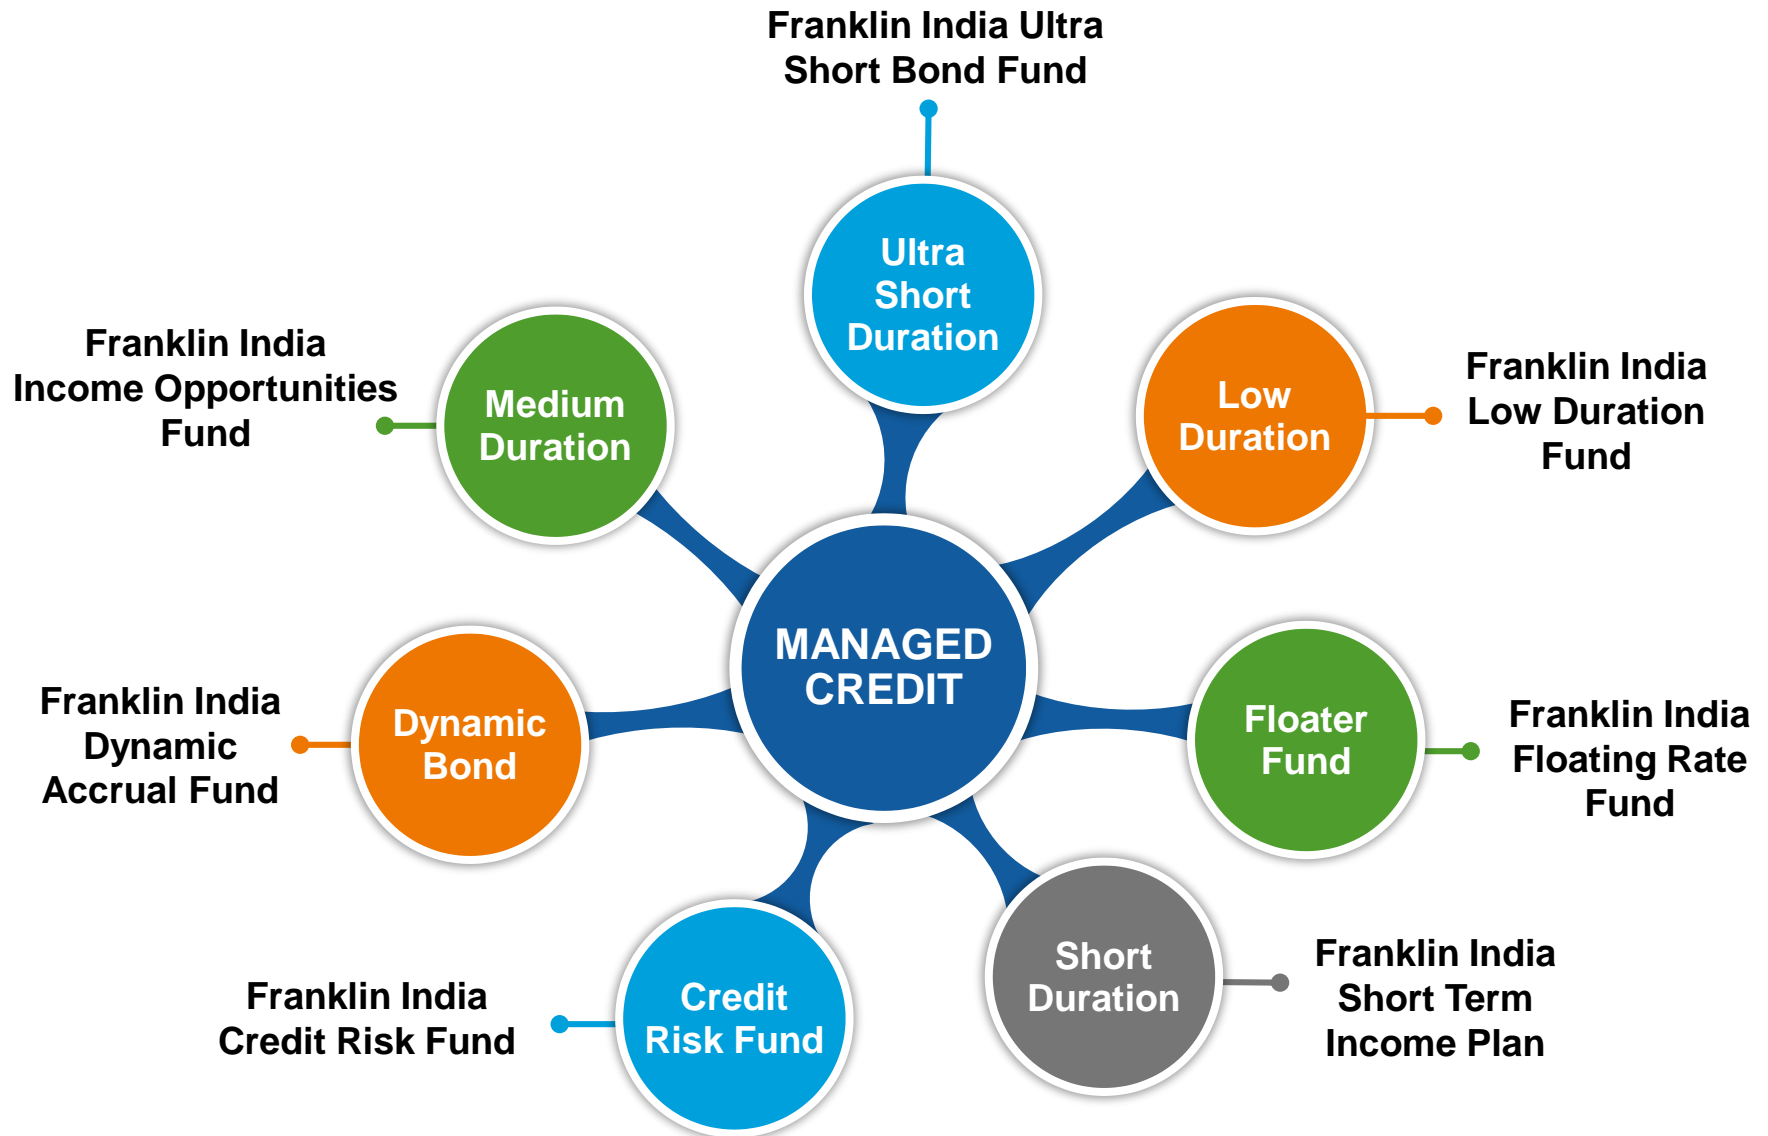 Franklin India Ultra
Short Bond Fund
Ultra
Short
Duration
Low
Duration
Franklin India
Low Duration
Fund
Floater
Fund
Franklin India
Floating Rate
Fund
Short
Duration
Franklin India
Short Term
Income Plan
Credit
Risk Fund
Franklin India
Credit Risk Fund
Dynamic
Bond
Franklin India
Dynamic
Accrual Fund
Medium
Duration
Franklin India
Income Opportunities
Fund
MANAGED
CREDIT